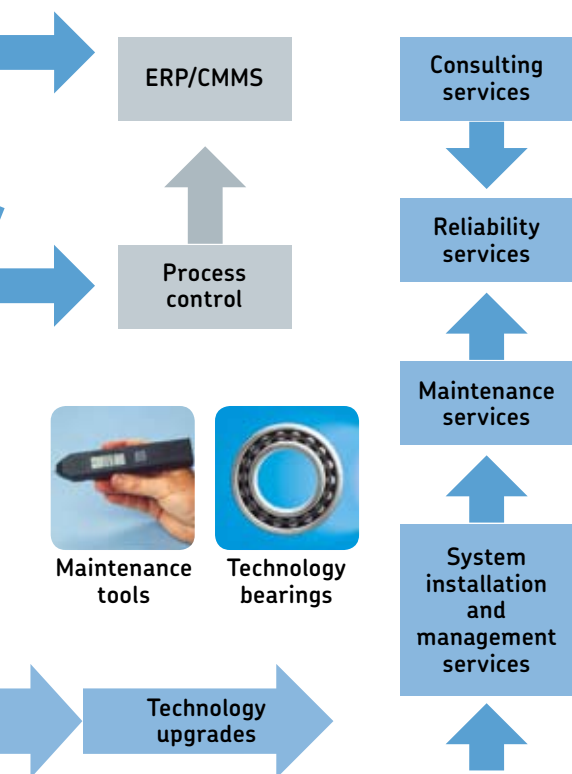 ERP/CMMS
Consulting
services
Reliability
services
Process
control
Maintenance
services
Maintenance
tools
Technology
bearings
System
installation
and
management
services
Technology
upgrades